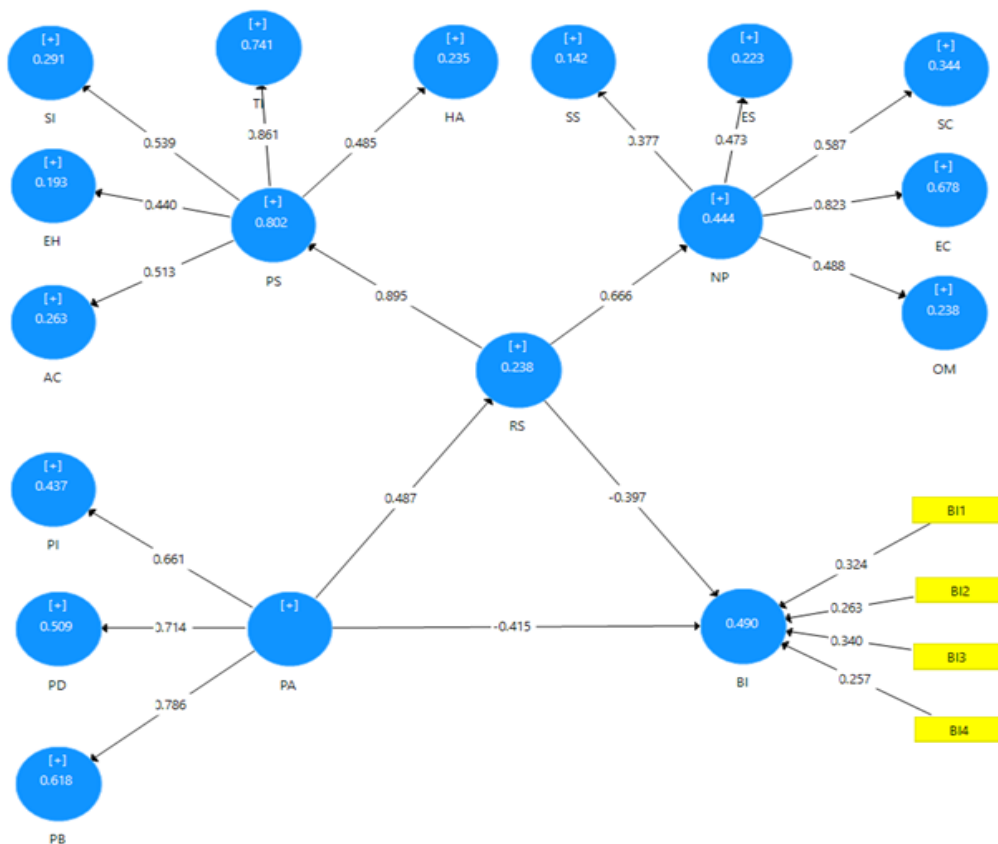 [+]
0.291
SI
[+]
0.741
TI
[+]
0.235
HA
[+]
0.142
SS
[+]
0.223
ES
[+]
0.344
SC
0.539
0.861
0.485
0.377
0.473
0.587
[+]
0.193
EH
0.440
[+]
0.802
PS
[+]
0.444
NP
0.823
[+]
0.678
EC
0.513
0.488
[+]
0.263
AC
0.895
0.666
[+]
0.238
OM
[+]
0.238
RS
[+]
0.437
PI
0.487
-0.397
BI1
0.661
0.324
[+]
0.509
PD
0.714
[+]
PA
-0.415
0.490
BI
0.263
BI2
0.340
BI3
0.257
BI4
0.786
[+]
0.618
PB